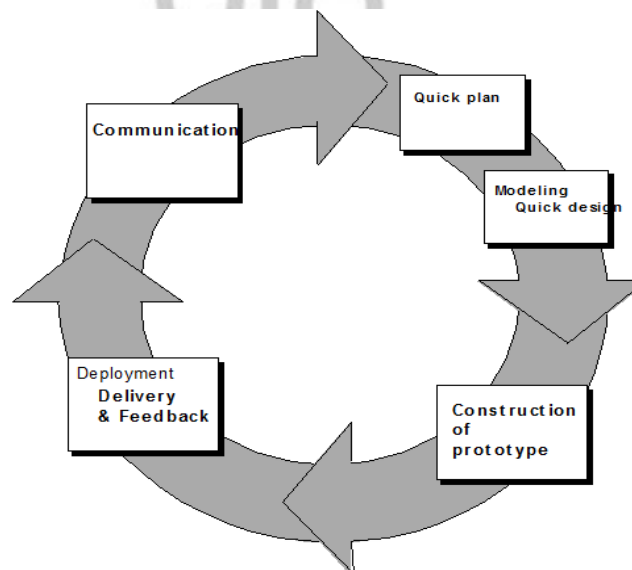 Communication
Quick plan
Modeling
Quick design
Construction
of
prototype
Deployment
Delivery
& Feedback